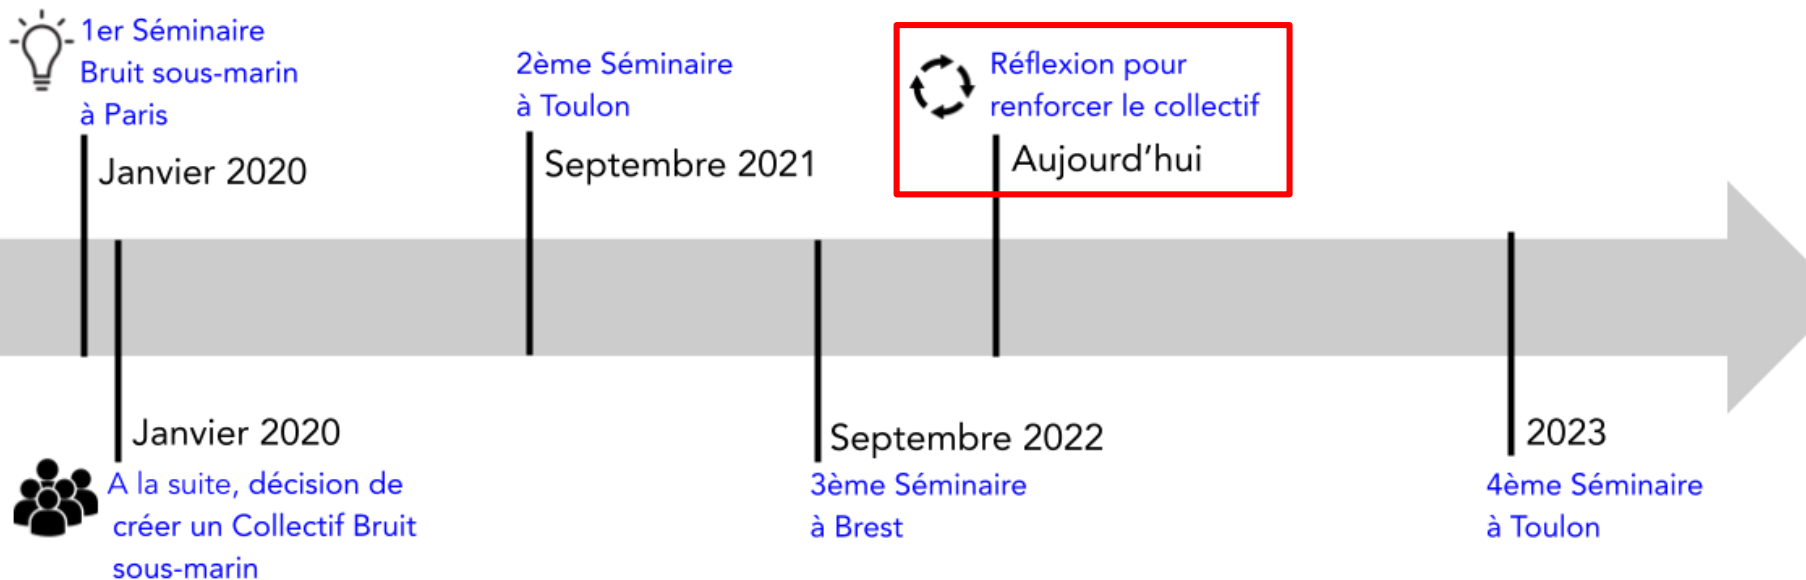 1er Séminaire
Bruit sous-marin
à Paris
Janvier 2020
2ème Séminaire
à Toulon
Septembre 2021
Réflexion pour
renforcer le collectif
Aujourd’hui
Janvier 2020
A la suite, décision de
créer un Collectif Bruit
sous-marin
Septembre 2022
3ème Séminaire
à Brest
2023
4ème Séminaire
à Toulon